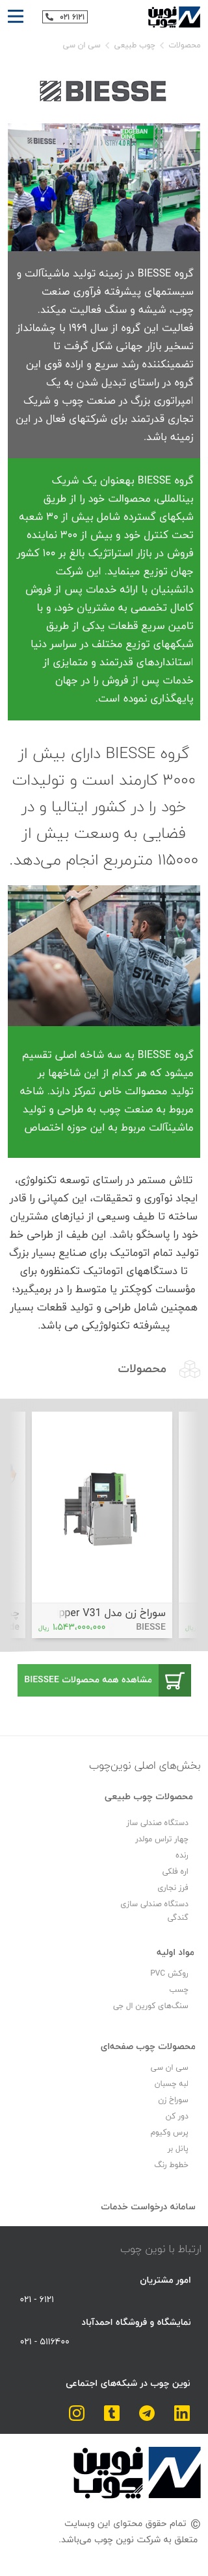 نوین چوب
۰۲۱ ۶۱۲۱
محصولات
چوب طبیعی
سی ان سی
BIESSE
گروه BIESSE در زمینه تولید ماشینآلات و
سیستمهای پیشرفته فرآوری صنعت
چوب، شیشه و سنگ فعالیت میکند.
فعالیت این گروه از سال ۱۹۶۹ با چشمانداز
تسخیر بازار جهانی شکل گرفت تا
تضمینکننده رشد سریع و اراده قوی این
گروه در راستای تبدیل شدن به یک
امپراتوری بزرگ در صنعت چوب و شریک
تجاری قدرتمند برای شرکتهای فعال در این
زمینه باشد.
گروه BIESSE بهعنوان یک شریک
بینالمللی، محصوالت خود را از طریق
شبکهای گسترده شامل بیش از ۳۰ شعبه
تحت کنترل خود و بیش از ۳۰۰ نماینده
فروش در بازار استراتژیک بالغ بر ۱۰۰ کشور
جهان توزیع مینماید. این شرکت
دانشبنیان با ارائه خدمات پس از فروش
کامال تخصصی به مشتریان خود، و با
تامین سریع قطعات یدکی از طریق
شبکههای توزیع مختلف در سراسر دنیا
استانداردهای قدرتمند و متمایزی از
خدمات پس از فروش را در جهان
پایهگذاری نموده است.
گروه BIESSE دارای بیش از
۳۰۰۰ کارمند است و تولیدات
خود را در کشور ایتالیا و در
فضایی به وسعت بیش از
۱۱۵۰۰۰ مترمربع انجام می‌دهد.
STAFF
گروه BIESSE به سه شاخه اصلی تقسیم
میشود که هر کدام از این شاخهها بر
تولید محصوالت خاص تمرکز دارند. شاخه
مربوط به صنعت چوب به طراحی و تولید
ماشینآلات مربوط به این حوزه اختصاص
تلاش مستمر در راستای توسعه تکنولوژی،
ایجاد نوآوری و تحقیقات، این کمپانی را قادر
ساخته تا طیف وسیعی از نیازهای مشتریان
خود را پاسخگو باشد. این طیف از طراحی خط
تولید تمام اتوماتیک برای صنایع بسیار بزرگ
تا دستگاههای اتوماتیک تکمنظوره برای
مؤسسات کوچکتر یا متوسط را در برمیگیرد؛
همچنین شامل طراحی و تولید قطعات بسیار
پیشرفته تکنولوژیکی می باشد.
محصولات
سوراخ زن مدل pper V31
BIESSE
۱،۵۴۳،۰۰۰،۰۰۰ ریال
مشاهده همه محصولات BIESSEE
بخش‌های اصلی نوین‌چوب
محصولات چوب طبیعی
دستگاه صندلی ساز
چهار تراس مولدر
رنده
اره فلکی
فرز نجاری
دستگاه صندلی سازی
کندگی
مواد اولیه
روکش PVC
چسب
سنگ‌های کورین ال جی
محصولات چوب صفحه‌ای
سی ان سی
لبه چسبان
سوراخ زن
دور کن
پرس وکیوم
پانل بر
خطوط رنگ
سامانه درخواست خدمات
ارتباط با نوین چوب
امور مشتریان
۰۲۱ - ۶۱۲۱
نمایشگاه و فروشگاه احمدآباد
۰۲۱ - ۵۱۱۶۴۰۰
نوین چوب در شبکه‌های اجتماعی
نوین چوب
© تمام حقوق محتوای این وبسایت
متعلق به شرکت نوین چوب می‌باشد.